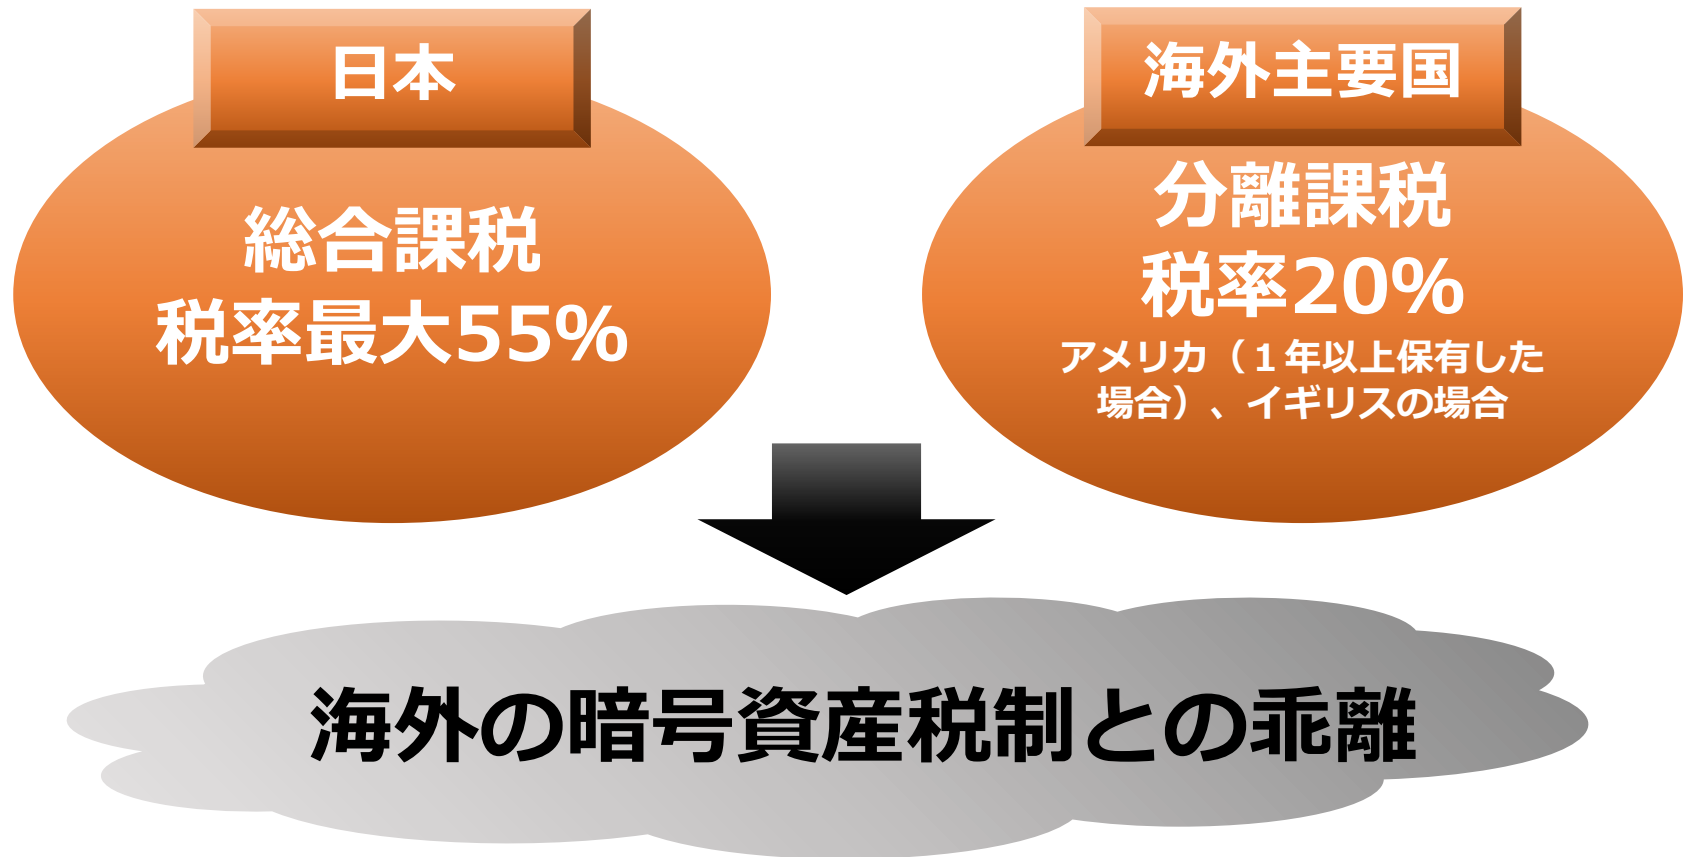 日本
総合課税
税率最大55%
海外主要国
分離課税
税率20%
アメリカ（１年以上保有した
場合）、イギリスの場合
海外の暗号資産税制との乖離